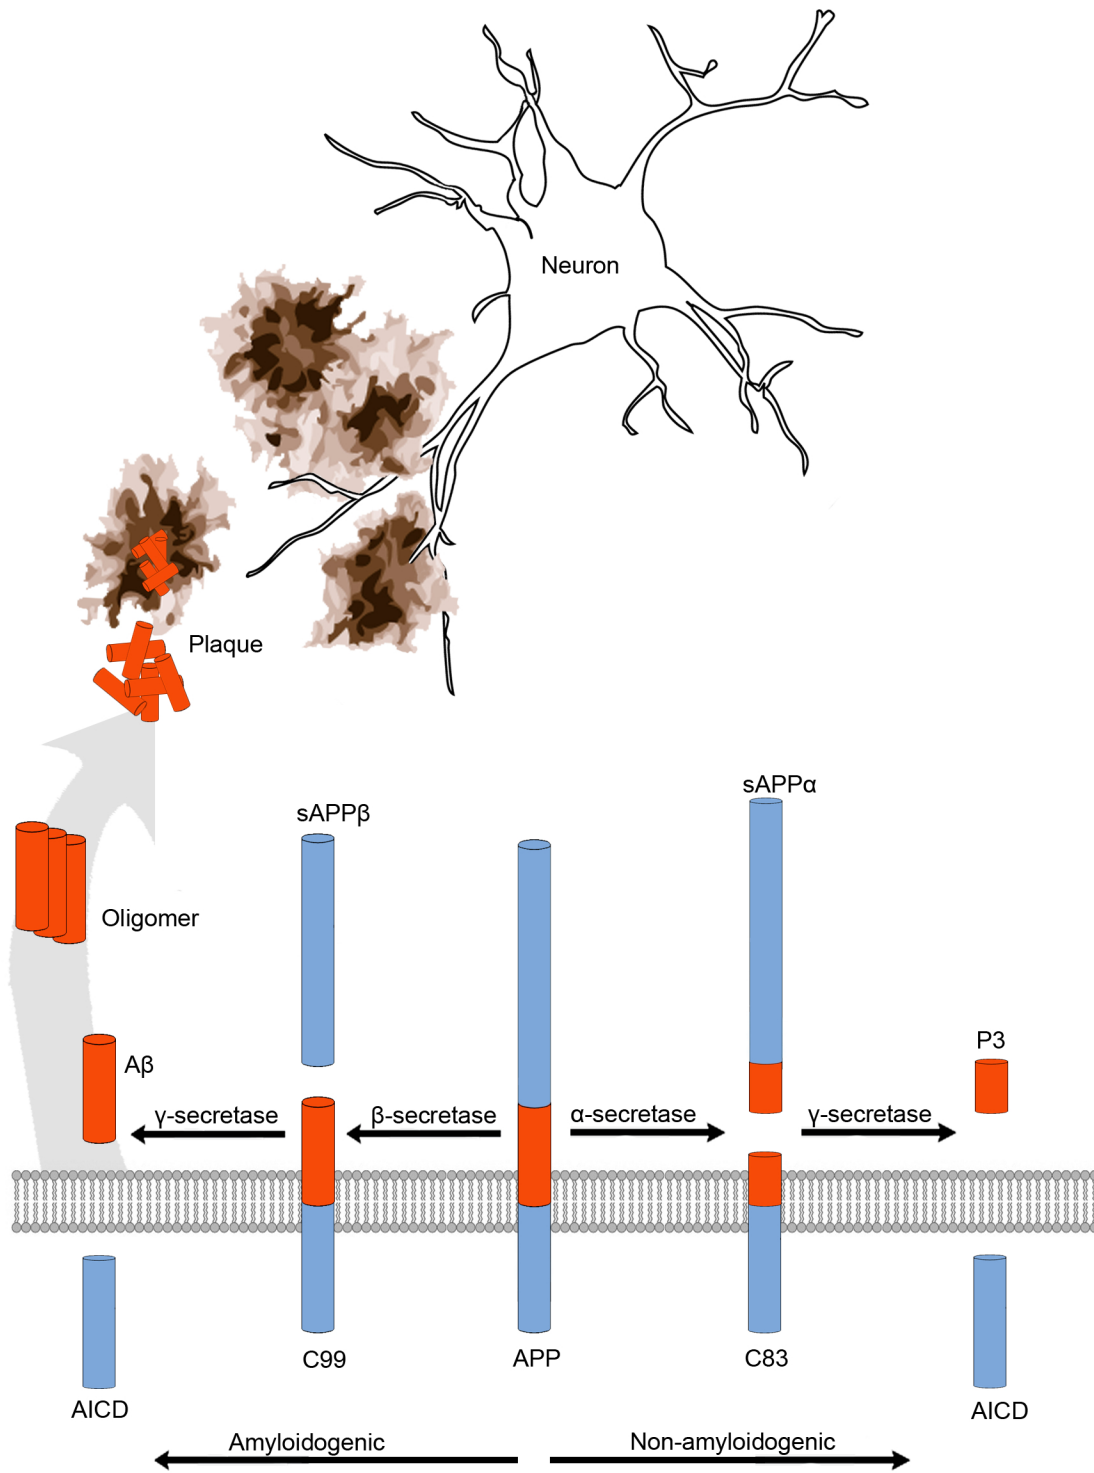 Neuron
Plaque
sAPPα
sAPPβ
Oligomer
P3
Aβ
γ-secretase
β-secretase
α-secretase
γ-secretase
C99
APP
C83
AICD
AICD
Amyloidogenic
Non-amyloidogenic